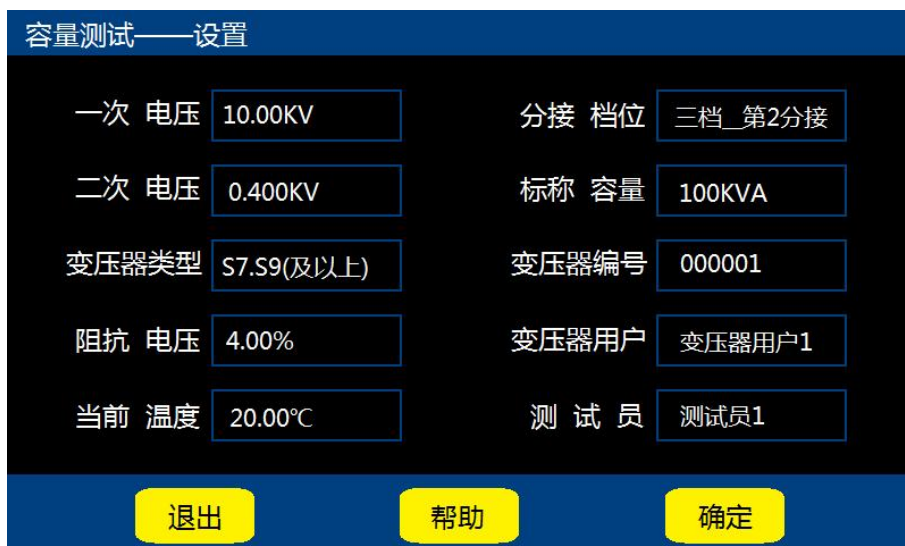 容量测试——设置
一次 电压 10.00KV 分接 档位 三档__第2分接
二次 电压 0.400KV 标称 容量 100KVA
变压器类型 S7.S9(及以上) 变压器编号 000001
阻抗 电压 4.00% 变压器用户 变压器用户1
当前 温度 20.00℃ 测 试 员 测试员1
退出 帮助 确定